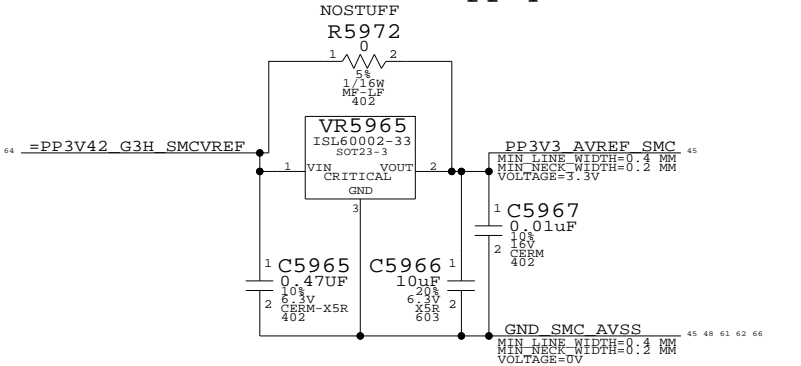 NOSTUFF
R5972
0
1 2
5%
1/16W
MF-LF
402
VR5965
ISL60002-33
SOT23-3
64 =PP3V42_G3H_SMCVREF
1 VIN VOUT 2
CRITICAL
GND
3
PP3V3_AVREF_SMC 45
MIN_LINE_WIDTH=0.4 MM
MIN_NECK_WIDTH=0.2 MM
VOLTAGE=3.3V
1 C5967
0.01uF
10%
16V
2 CERM
402
1 C5965
0.47UF
10%
6.3V
2 CERM-X5R
402
C5966 1
10uF
20%
6.3V
X5R 2
603
GND_SMC_AVSS 45 48 61 62 66
MIN_LINE_WIDTH=0.4 MM
MIN_NECK_WIDTH=0.2 MM
VOLTAGE=0V